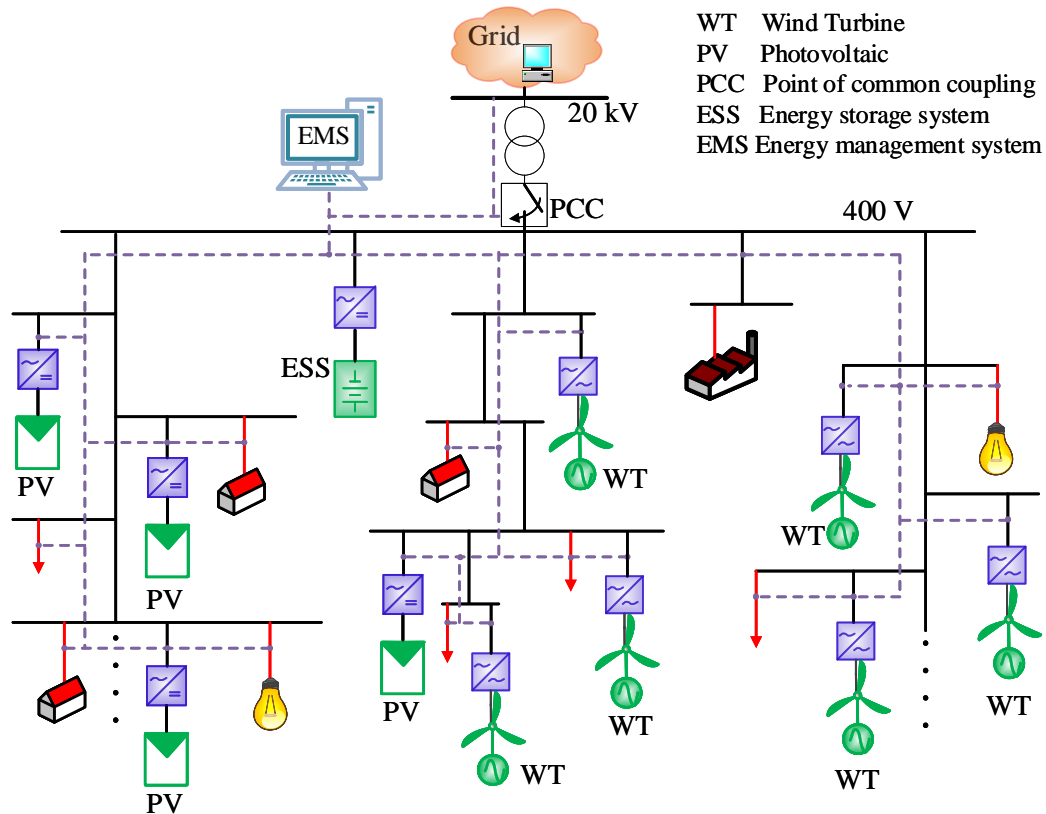 Grid
WT Wind Turbine
PV Photovoltaic
PCC Point of common coupling
ESS Energy storage system
EMS Energy management system
20 kV
EMS
PCC
400 V
ESS
PV
WT
WT
PV
WT
PV
WT
WT
PV
WT
WT